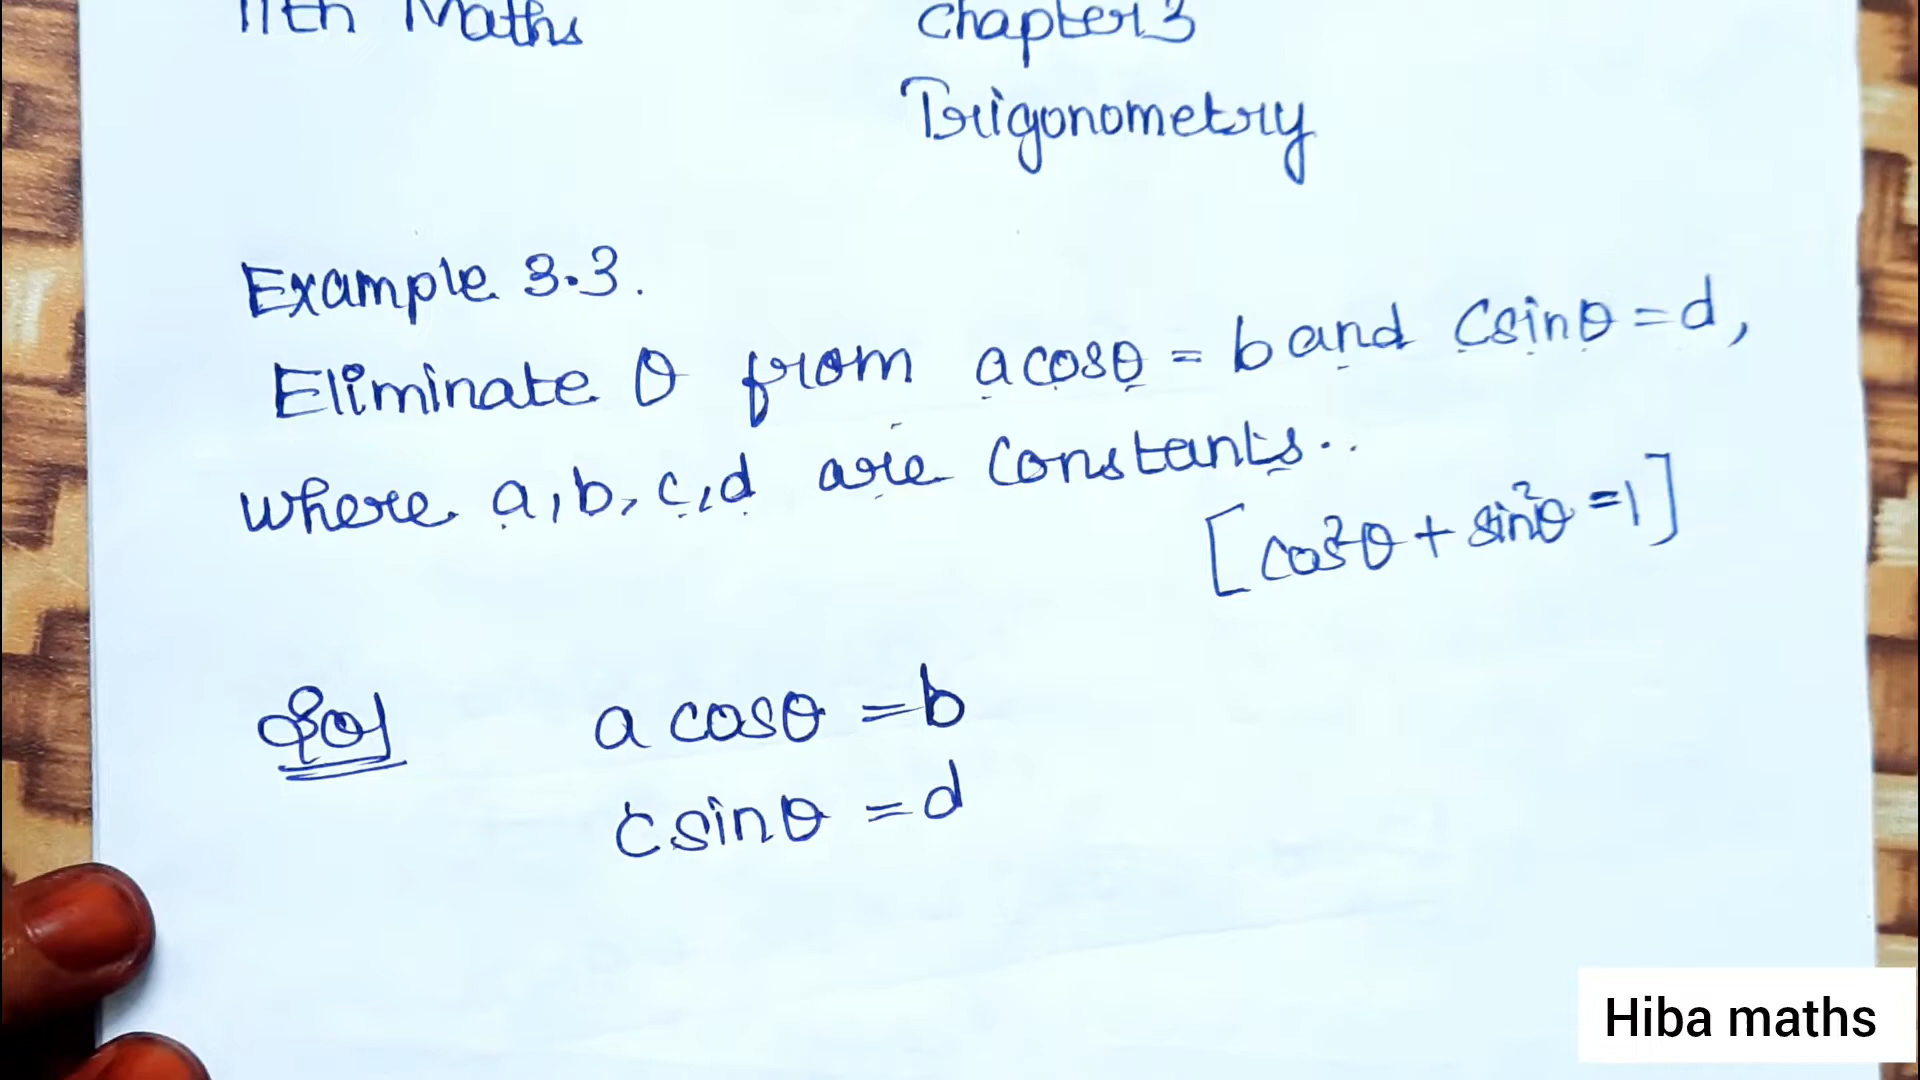 11th Maths Chapter 3
Trigonometry
Example 3.3.
Eliminate θ from a cosθ = b and c sinθ = d,
where a, b, c, d are constants..
[cos²θ + sin²θ = 1]
Sol a cosθ = b
c sinθ = d
Hiba maths